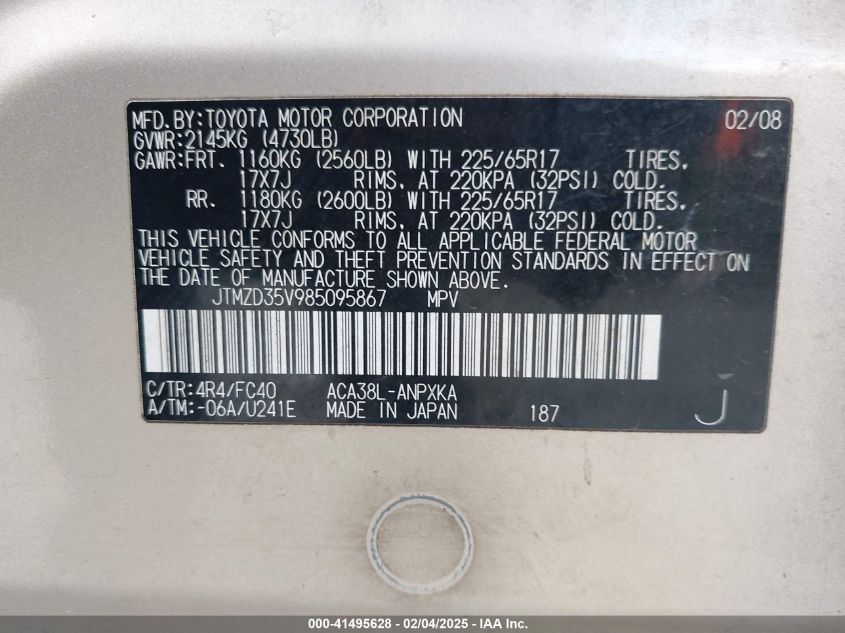 MFD. BY: TOYOTA MOTOR CORPORATION 02/08
GVWR: 2145KG (4730LB)
GAWR: FRT. 1160KG (2560LB) WITH 225/65R17 TIRES,
17X7J RIMS, AT 220KPA (32PSI) COLD.
RR. 1180KG (2600LB) WITH 225/65R17 TIRES,
17X7J RIMS, AT 220KPA (32PSI) COLD.
THIS VEHICLE CONFORMS TO ALL APPLICABLE FEDERAL MOTOR
VEHICLE SAFETY AND THEFT PREVENTION STANDARDS IN EFFECT ON
THE DATE OF MANUFACTURE SHOWN ABOVE.
JTMZD35V985095867 MPV
C/TR: 4R4/FC40 ACA38L-ANPXKA
A/TM: -06A/U241E MADE IN JAPAN 187 J
000-41495628 - 02/04/2025 - IAAI.com